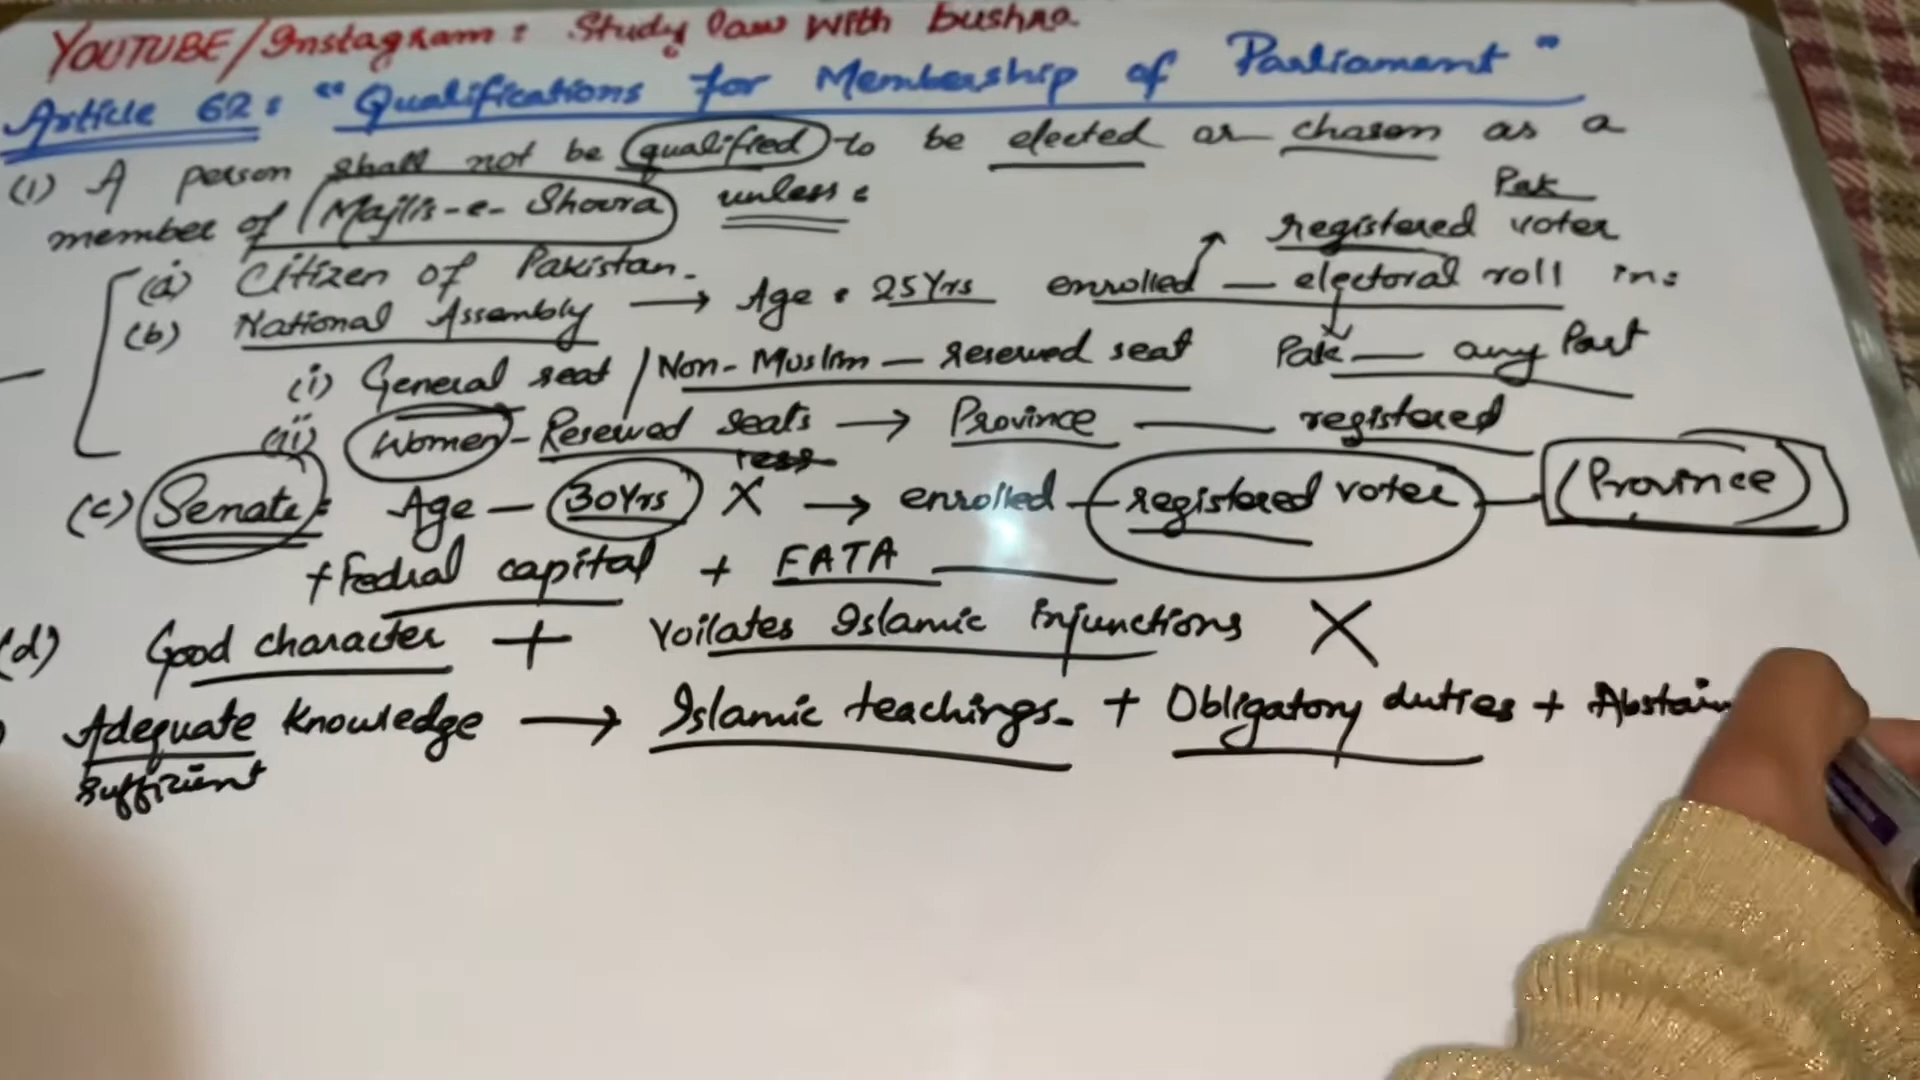 YOUTUBE/Instagram: Study law with bushra.
Article 62: "Qualifications for Membership of Parliament"
(1) A person shall not be qualified to be elected or chosen as a
member of Majlis-e-Shoora unless:
Pak
registered voter
(a) Citizen of Pakistan.
(b) National Assembly → Age: 25Yrs enrolled — electoral roll in:
(i) General seat / Non-Muslim — reserved seat Pak — any Part
(ii) Women - Reserved seats → Province — registered
(c) Senate: Age — 30Yrs X → enrolled — registered voter — (Province)
+ Fedral capital + FATA
(d) Good character + Voilates Islamic injunctions X
Adequate knowledge → Islamic teachings. + Obligatory duties + Abstain
Sufficient